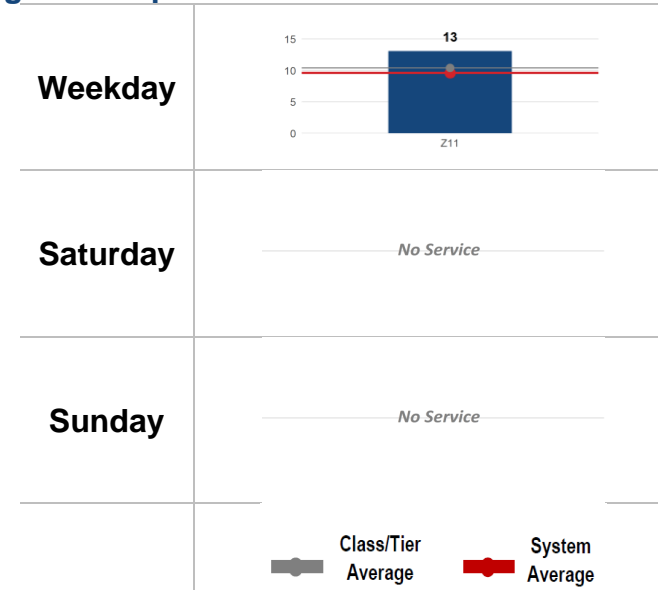 Weekday
13
15
10
5
0
Z11
Saturday
No Service
Sunday
No Service
Class/Tier
Average
System
Average